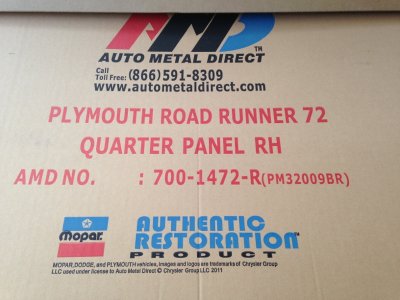 AMD™
AUTO METAL DIRECT
Call
Toll Free: (866)591-8309
www.autometaldirect.com
PLYMOUTH ROAD RUNNER 72
QUARTER PANEL RH
AMD NO. : 700-1472-R(PM32009BR)
Mopar.
AUTHENTIC
RESTORATION™
PRODUCT
MOPAR,DODGE, and PLYMOUTH vehicles, images and logos are trademarks of Chrysler Group
LLC used under license to Auto Metal Direct © Chrysler Group LLC 2011